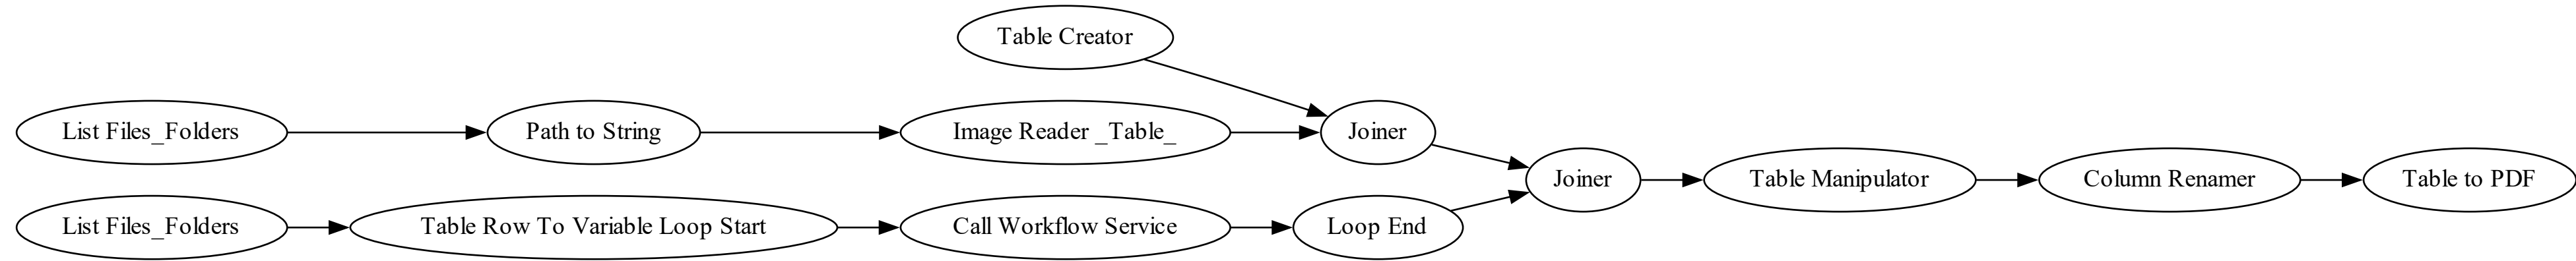 Table Creator
List Files_Folders
Path to String
Image Reader _Table_
Joiner
Joiner
Table Manipulator
Column Renamer
Table to PDF
List Files_Folders
Table Row To Variable Loop Start
Call Workflow Service
Loop End